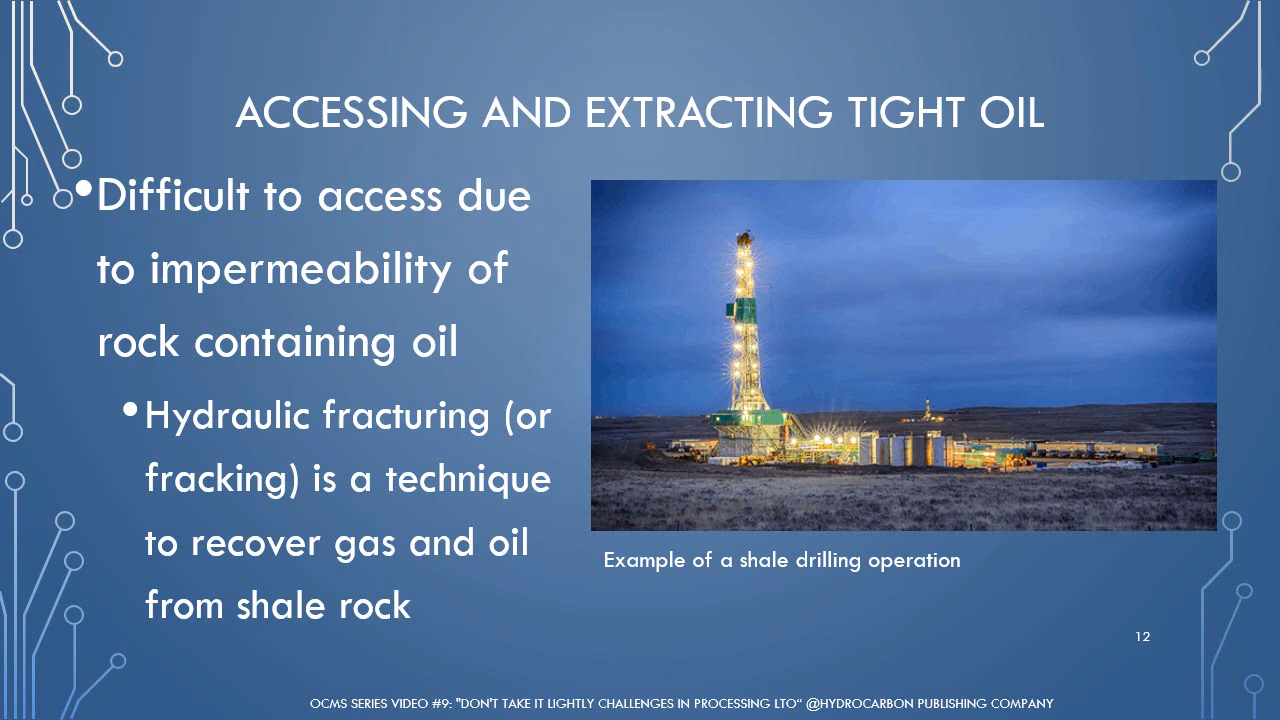 ACCESSING AND EXTRACTING TIGHT OIL
•Difficult to access due
to impermeability of
rock containing oil
•Hydraulic fracturing (or
fracking) is a technique
to recover gas and oil
from shale rock
Example of a shale drilling operation
12
OCMS SERIES VIDEO #9: "DON'T TAKE IT LIGHTLY CHALLENGES IN PROCESSING LTO“ @HYDROCARBON PUBLISHING COMPANY